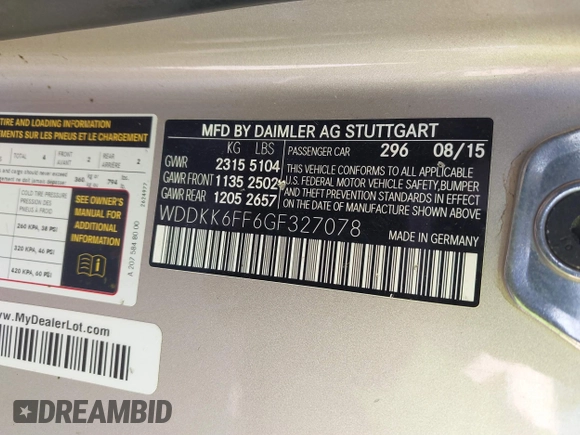 TIRE AND LOADING INFORMATION
SUR LES PNEUS ET LE CHARGEMENT
TOTAL 4 FRONT AVANT 2 REAR ARRIÈRE 2
COLD TIRE PRESSURE
PRESSION DES PNEUS À FROID
260 KPA, 38 PSI
320 KPA, 46 PSI
420 KPA, 60 PSI
SEE OWNER'S
MANUAL FOR
ADDITIONAL
INFORMATION
A 207 584 80 00
www.MyDealerLot.com
MFD BY DAIMLER AG STUTTGART
KG LBS PASSENGER CAR 296 08/15
GVWR 2315 5104 THIS VEHICLE CONFORMS TO ALL APPLICABLE
GAWR FRONT 1135 2502 U.S. FEDERAL MOTOR VEHICLE SAFETY, BUMPER
GAWR REAR 1205 2657 AND THEFT PREVENTION STANDARDS IN EFFECT
ON THE DATE OF MANUFACTURE SHOWN ABOVE.
WDDKK6FF6GF327078
MADE IN GERMANY
DREAMBID